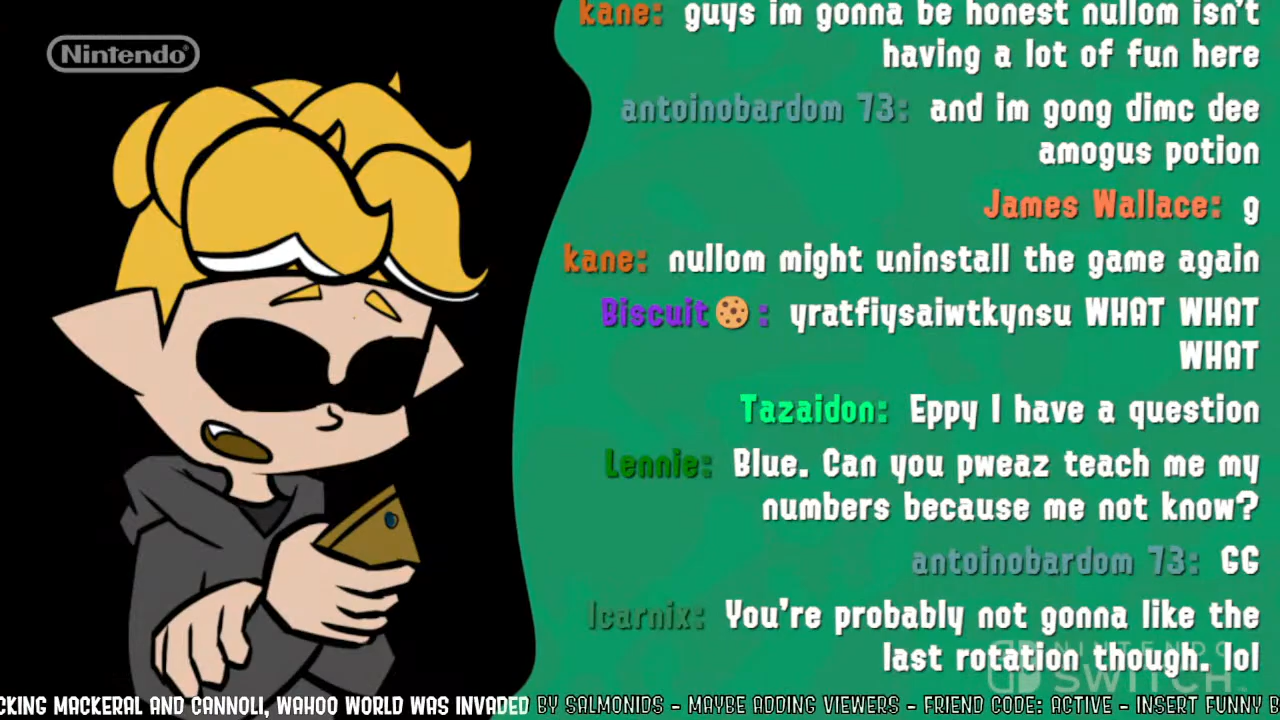 Nintendo
kane: guys im gonna be honest nullom isn't
having a lot of fun here
antoinobardom 73: and im gong dimc dee
amogus potion
James Wallace: g
kane: nullom might uninstall the game again
Biscuit🍪: yratfiysaiwtkynsu WHAT WHAT
WHAT
Tazaidon: Eppy I have a question
Lennie: Blue. Can you pweaz teach me my
numbers because me not know?
antoinobardom 73: GG
Icarnix: You're probably not gonna like the
last rotation though. lol
NINTENDO
SWITCH
CKING MACKERAL AND CANNOLI, WAHOO WORLD WAS INVADED BY SALMONIDS - MAYBE ADDING VIEWERS - FRIEND CODE: ACTIVE - INSERT FUNNY B